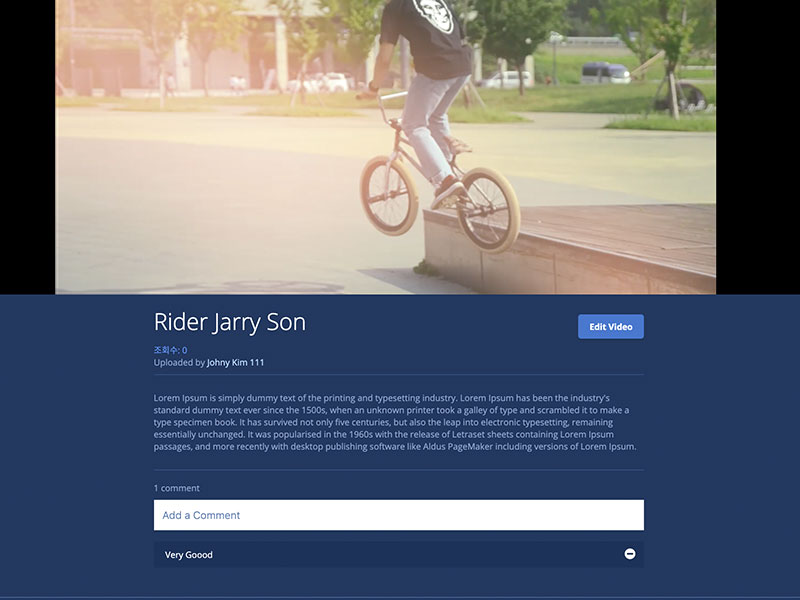 Rider Jarry Son
Edit Video
조회수: 0
Uploaded by Johny Kim 111
Lorem Ipsum is simply dummy text of the printing and typesetting industry. Lorem Ipsum has been the industry's
standard dummy text ever since the 1500s, when an unknown printer took a galley of type and scrambled it to make a
type specimen book. It has survived not only five centuries, but also the leap into electronic typesetting, remaining
essentially unchanged. It was popularised in the 1960s with the release of Letraset sheets containing Lorem Ipsum
passages, and more recently with desktop publishing software like Aldus PageMaker including versions of Lorem Ipsum.
1 comment
Add a Comment
Very Goood